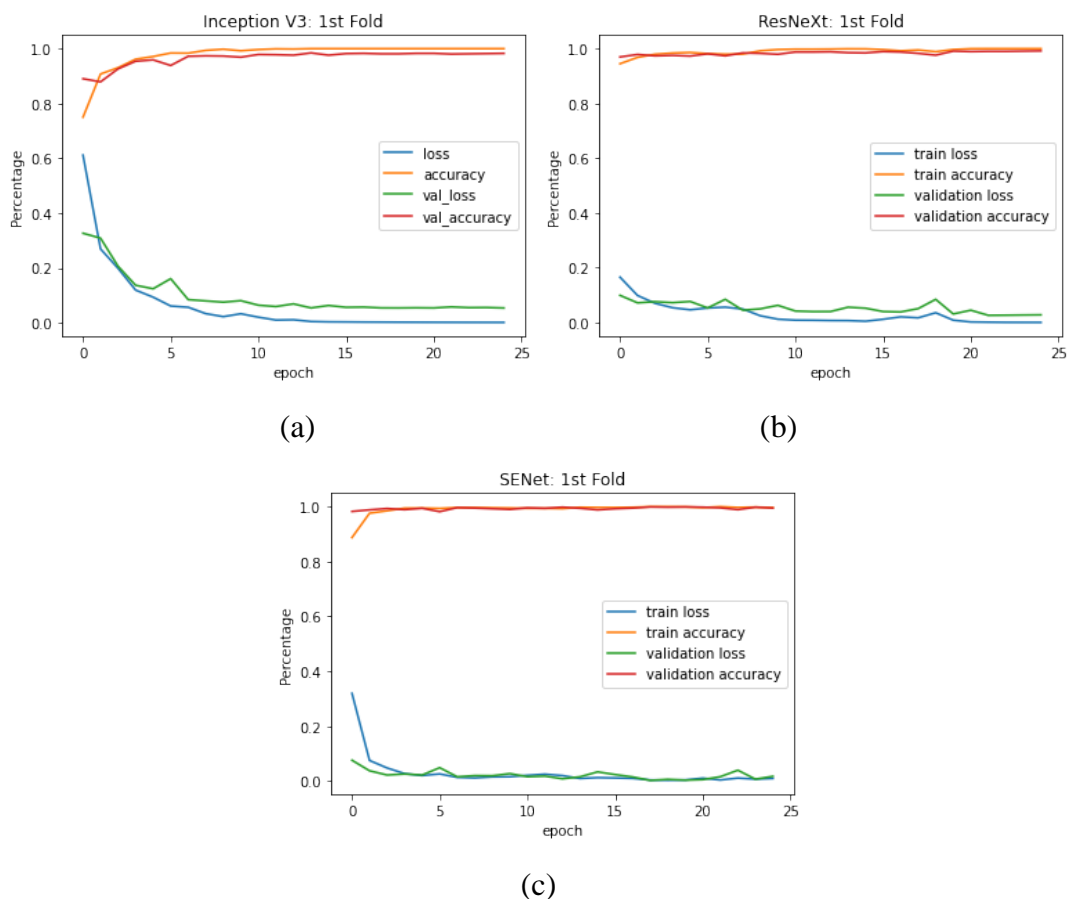 Inception V3: 1st Fold
1.0
0.8
0.6
0.4
0.2
0.0
Percentage
loss
accuracy
val_loss
val_accuracy
0 5 10 15 20 25
epoch
(a)
ResNeXt: 1st Fold
1.0
0.8
0.6
0.4
0.2
0.0
Percentage
train loss
train accuracy
validation loss
validation accuracy
0 5 10 15 20 25
epoch
(b)
SENet: 1st Fold
1.0
0.8
0.6
0.4
0.2
0.0
Percentage
train loss
train accuracy
validation loss
validation accuracy
0 5 10 15 20 25
epoch
(c)